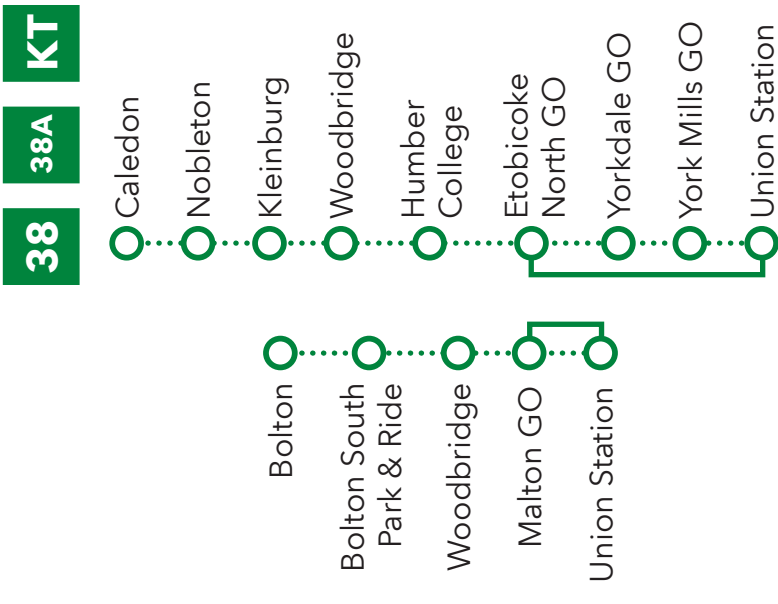 38
38A
KT
Caledon
Nobleton
Kleinburg
Woodbridge
Humber
College
Etobicoke
North GO
Yorkdale GO
York Mills GO
Union Station
Bolton
Bolton South
Park & Ride
Woodbridge
Malton GO
Union Station